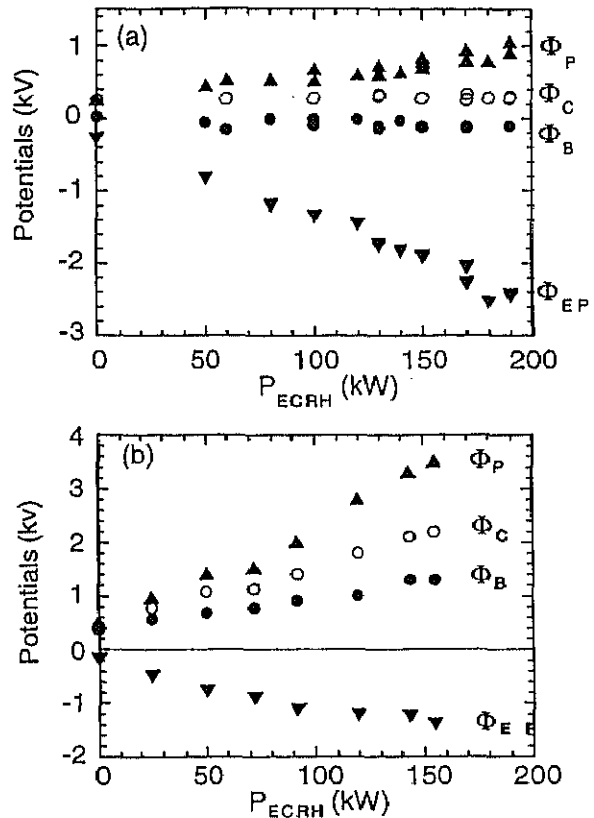 (a)
Potentials (kV)
1
0
-1
-2
-3
Φ_P
Φ_C
Φ_B
Φ_EP
0 50 100 150 200
P_ECRH (kW)
(b)
Potentials (kv)
4
3
2
1
0
-1
-2
Φ_P
Φ_C
Φ_B
Φ_E E
0 50 100 150 200
P_ECRH (kW)